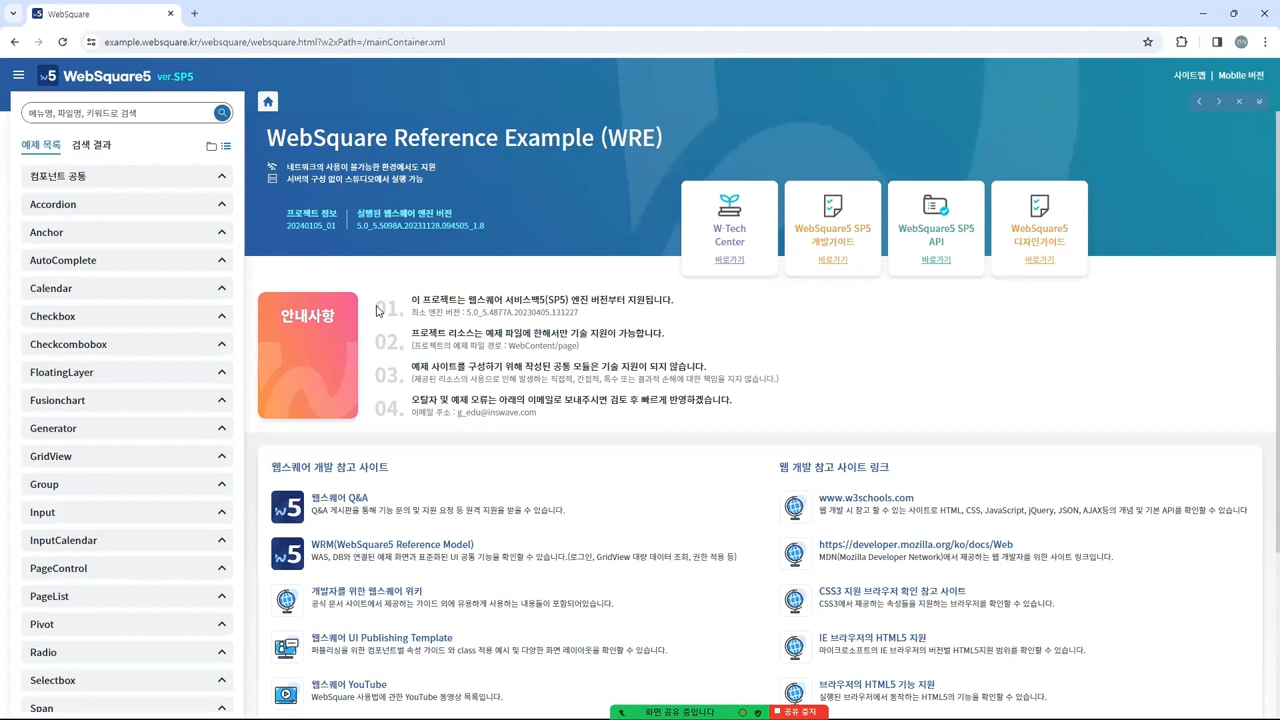 WebSquare
example.websquare.kr/websquare/websquare.html?w2xPath=/mainContainer.xml
w5 WebSquare5 ver.SP5
사이트맵 | Mobile 버전
메뉴명, 파일명, 키워드로 검색
예제 목록 검색 결과
컴포넌트 공통
Accordion
Anchor
AutoComplete
Calendar
Checkbox
Checkcombobox
FloatingLayer
Fusionchart
Generator
GridView
Group
Input
InputCalendar
PageControl
PageList
Pivot
Radio
Selectbox
Span
WebSquare Reference Example (WRE)
네트워크의 사용이 불가능한 환경에서도 지원
서버의 구성 없이 스튜디오에서 실행 가능
프로젝트 정보
20240105_01
실행된 웹스퀘어 엔진 버전
5.0_5.5098A.20231128.094505_1.8
W-Tech
Center
바로가기
WebSquare5 SP5
개발가이드
바로가기
WebSquare5 SP5
API
바로가기
WebSquare5
디자인가이드
바로가기
안내사항
01. 이 프로젝트는 웹스퀘어 서비스팩5(SP5) 엔진 버전부터 지원됩니다.
최소 엔진 버전 : 5.0_5.4877A.20230405.131227
02. 프로젝트 리소스는 예제 파일에 한해서만 기술 지원이 가능합니다.
(프로젝트의 예제 파일 경로 : WebContent/page)
03. 예제 사이트를 구성하기 위해 작성된 공통 모듈은 기술 지원이 되지 않습니다.
(제공된 리소스의 사용으로 인해 발생하는 직접적, 간접적, 특수 또는 결과적 손해에 대한 책임을 지지 않습니다.)
04. 오탈자 및 예제 오류는 아래의 이메일로 보내주시면 검토 후 빠르게 반영하겠습니다.
이메일 주소 : g_edu@inswave.com
웹스퀘어 개발 참고 사이트
w5 웹스퀘어 Q&A
Q&A 게시판을 통해 기능 문의 및 지원 요청 등 원격 지원을 받을 수 있습니다.
w5 WRM(WebSquare5 Reference Model)
WAS, DB와 연결된 예제 화면과 표준화된 UI 공통 기능을 확인할 수 있습니다.(로그인, GridView 대량 데이터 조회, 권한 적용 등)
개발자를 위한 웹스퀘어 위키
공식 문서 사이트에서 제공하는 가이드 외에 유용하게 사용하는 내용들이 포함되어있습니다.
웹스퀘어 UI Publishing Template
퍼블리싱을 위한 컴포넌트별 속성 가이드 와 class 적용 예시 및 다양한 화면 레이아웃을 확인할 수 있습니다.
웹스퀘어 YouTube
WebSquare 사용법에 관한 YouTube 동영상 목록입니다.
웹 개발 참고 사이트 링크
www.w3schools.com
웹 개발 시 참고 할 수 있는 사이트로 HTML, CSS, JavaScript, jQuery, JSON, AJAX등의 개념 및 기본 API를 확인할 수 있습니다
https://developer.mozilla.org/ko/docs/Web
MDN(Mozilla Developer Network)에서 제공하는 웹 개발자를 위한 사이트 링크입니다.
CSS3 지원 브라우저 확인 참고 사이트
CSS3에서 제공하는 속성들을 지원하는 브라우저를 확인할 수 있습니다.
IE 브라우저의 HTML5 지원
마이크로소프트의 IE 브라우저의 버전별 HTML5지원 범위를 확인할 수 있습니다.
브라우저의 HTML5 기능 지원
실행된 브라우저에서 동작하는 HTML5의 기능을 확인할 수 있습니다.
화면 공유 중입니다
공유 중지